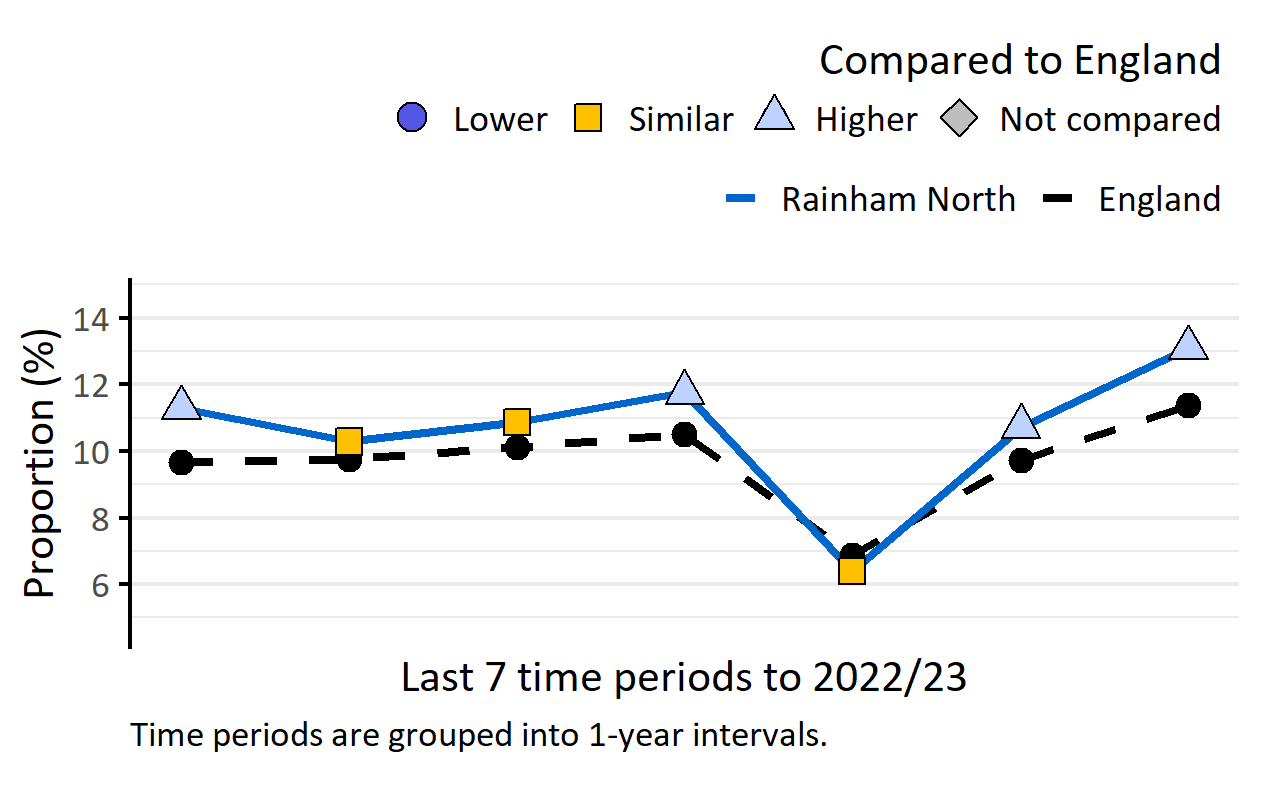 Compared to England
Lower Similar Higher Not compared
Rainham North England
Proportion (%)
14
12
10
8
6
Last 7 time periods to 2022/23
Time periods are grouped into 1-year intervals.